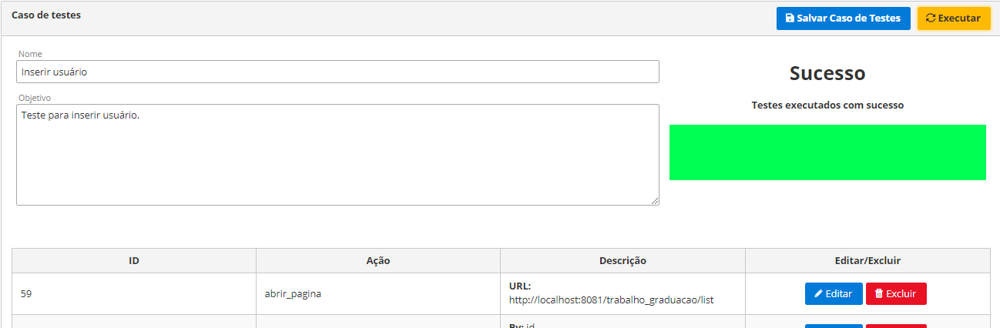 Caso de testes
Salvar Caso de Testes
Executar
Nome
Inserir usuário
Objetivo
Teste para inserir usuário.
Sucesso
Testes executados com sucesso
ID Ação Descrição Editar/Excluir
59 abrir_pagina URL:
http://localhost:8081/trabalho_graduacao/list
Editar Excluir
By: id